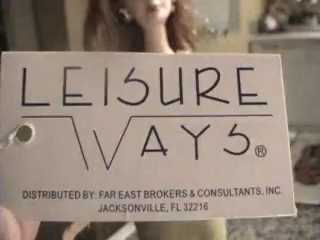 LEISURE
WAYS®
DISTRIBUTED BY: FAR EAST BROKERS & CONSULTANTS, INC.
JACKSONVILLE, FL 32216